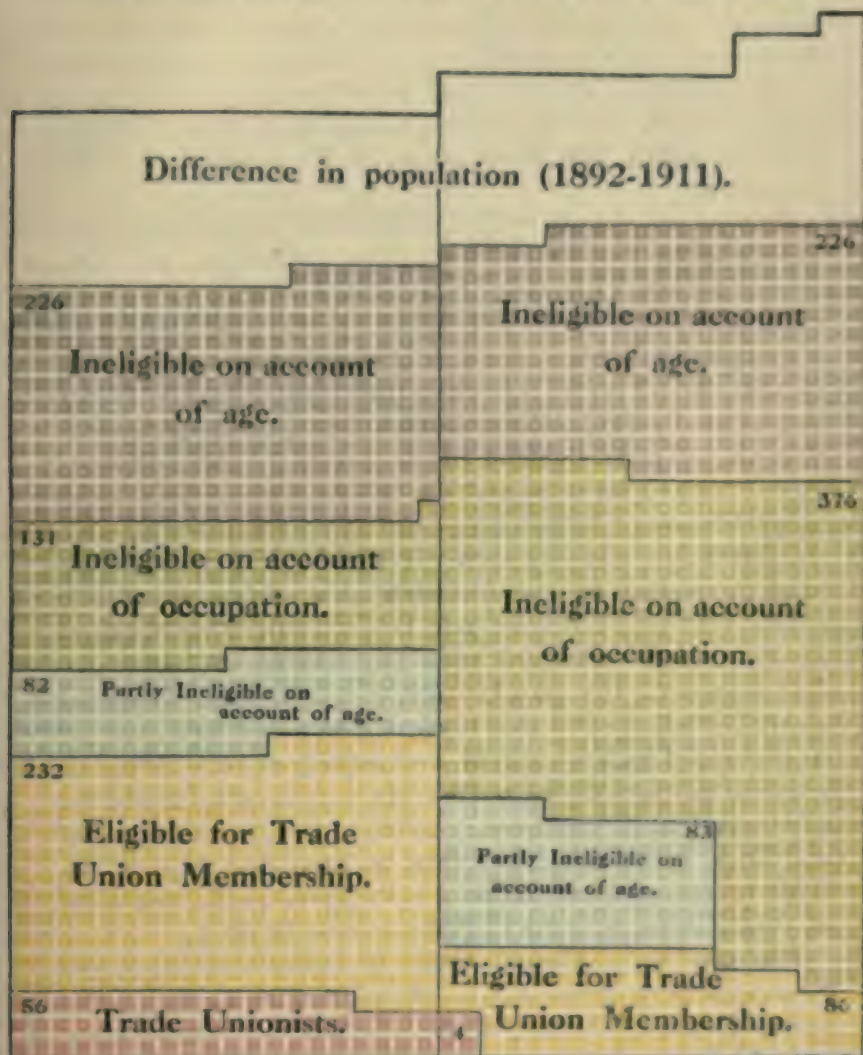 Difference in population (1892-1911).
226
Ineligible on account
of age.
131
Ineligible on account
of occupation.
82
Partly Ineligible on
account of age.
232
Eligible for Trade
Union Membership.
56
Trade Unionists.
4
226
Ineligible on account
of age.
376
Ineligible on account
of occupation.
83
Partly Ineligible on
account of age.
Eligible for Trade
Union Membership.
86